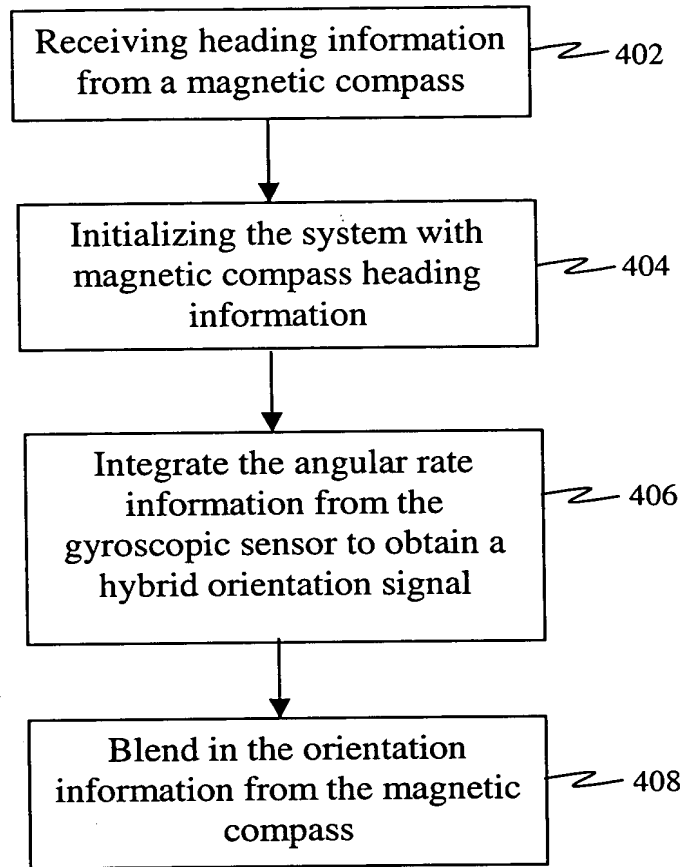 Receiving heading information
from a magnetic compass
402
Initializing the system with
magnetic compass heading
information
404
Integrate the angular rate
information from the
gyroscopic sensor to obtain a
hybrid orientation signal
406
Blend in the orientation
information from the magnetic
compass
408